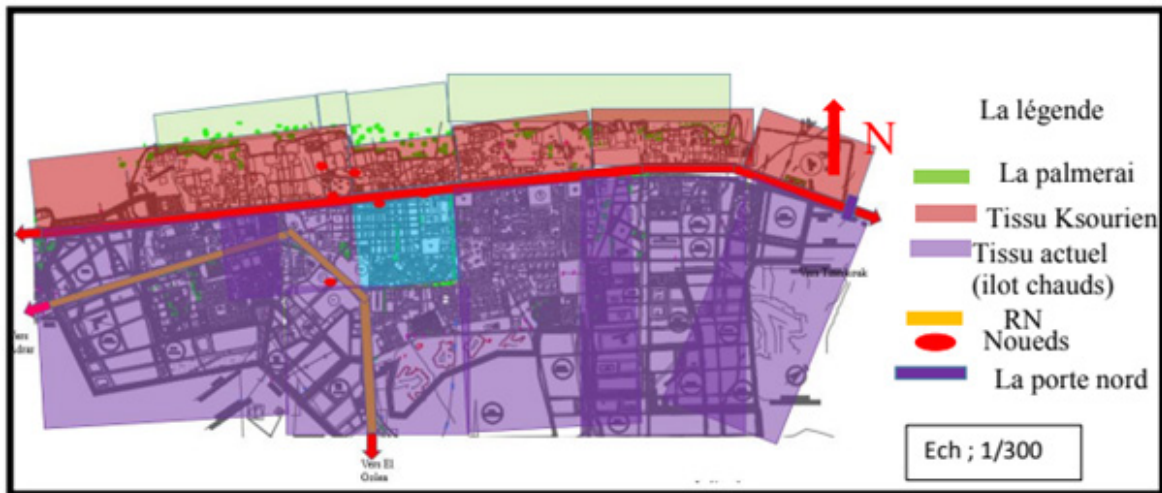 La légende
N
La palmerai
Tissu Ksourien
Tissu actuel
(ilot chauds)
RN
Noueds
La porte nord
Ech ; 1/300
Vers
Adrar
Vers El
Golea